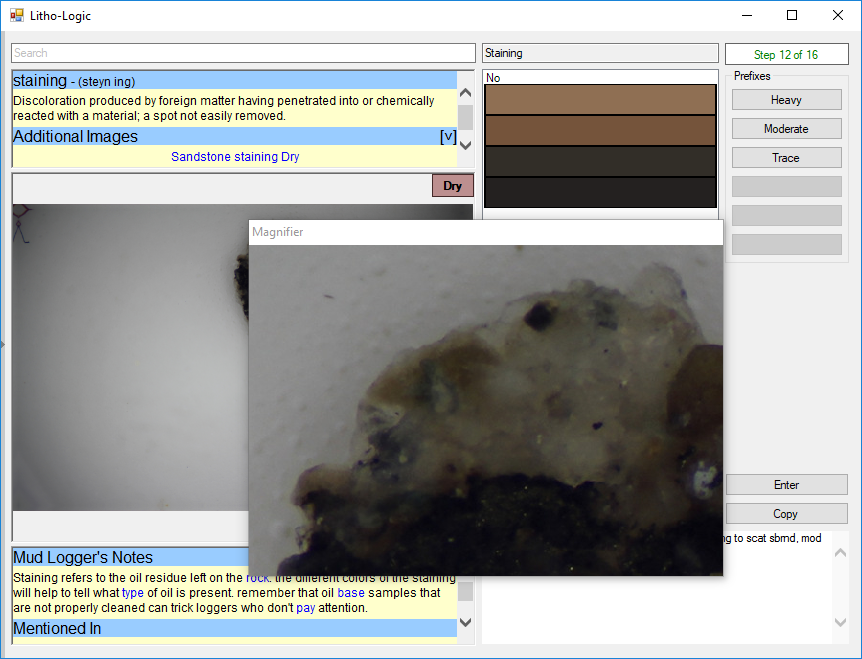 Litho-Logic
Search
staining - (steyn ing)
Discoloration produced by foreign matter having penetrated into or chemically
reacted with a material; a spot not easily removed.
Additional Images [v]
Sandstone staining Dry
Dry
Staining
No
Step 12 of 16
Prefixes
Heavy
Moderate
Trace
Magnifier
Enter
Copy
to scat sbrnd, mod
Mud Logger's Notes
Staining refers to the oil residue left on the rock. the different colors of the staining
will help to tell what type of oil is present. remember that oil base samples that
are not properly cleaned can trick loggers who don't pay attention.
Mentioned In